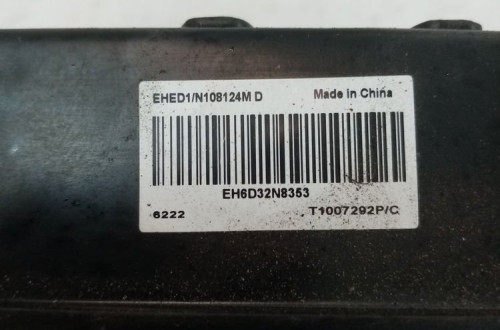 EHED1/N108124M D Made in China
EH6D32N8353
6222 T1007292P/C